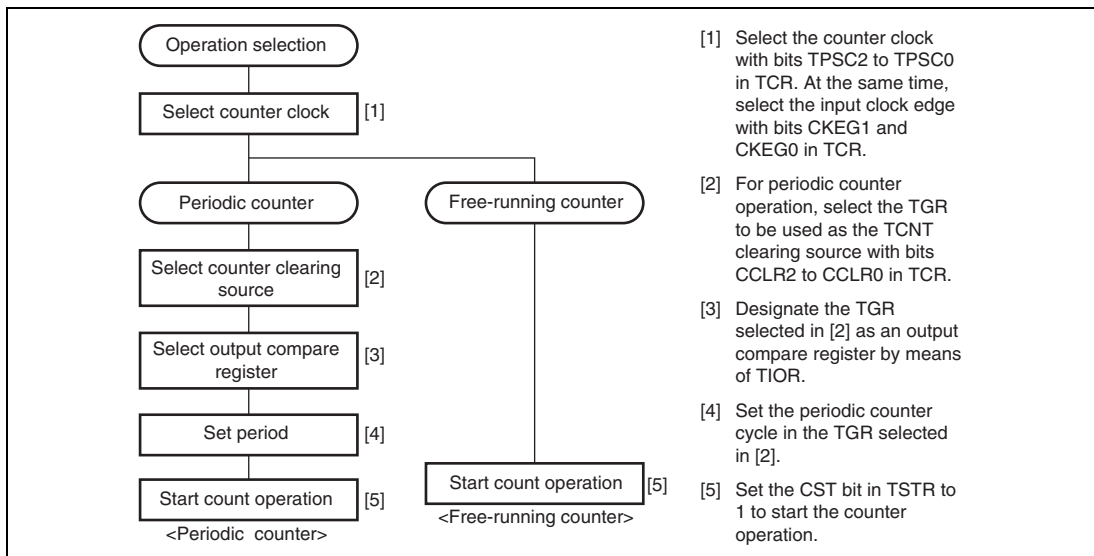 Operation selection
Select counter clock
[1]
Periodic counter
Free-running counter
Select counter clearing
source
[2]
Select output compare
register
[3]
Set period
[4]
Start count operation
[5]
<Periodic counter>
Start count operation
[5]
<Free-running counter>
[1] Select the counter clock
with bits TPSC2 to TPSC0
in TCR. At the same time,
select the input clock edge
with bits CKEG1 and
CKEG0 in TCR.
[2] For periodic counter
operation, select the TGR
to be used as the TCNT
clearing source with bits
CCLR2 to CCLR0 in TCR.
[3] Designate the TGR
selected in [2] as an output
compare register by means
of TIOR.
[4] Set the periodic counter
cycle in the TGR selected
in [2].
[5] Set the CST bit in TSTR to
1 to start the counter
operation.